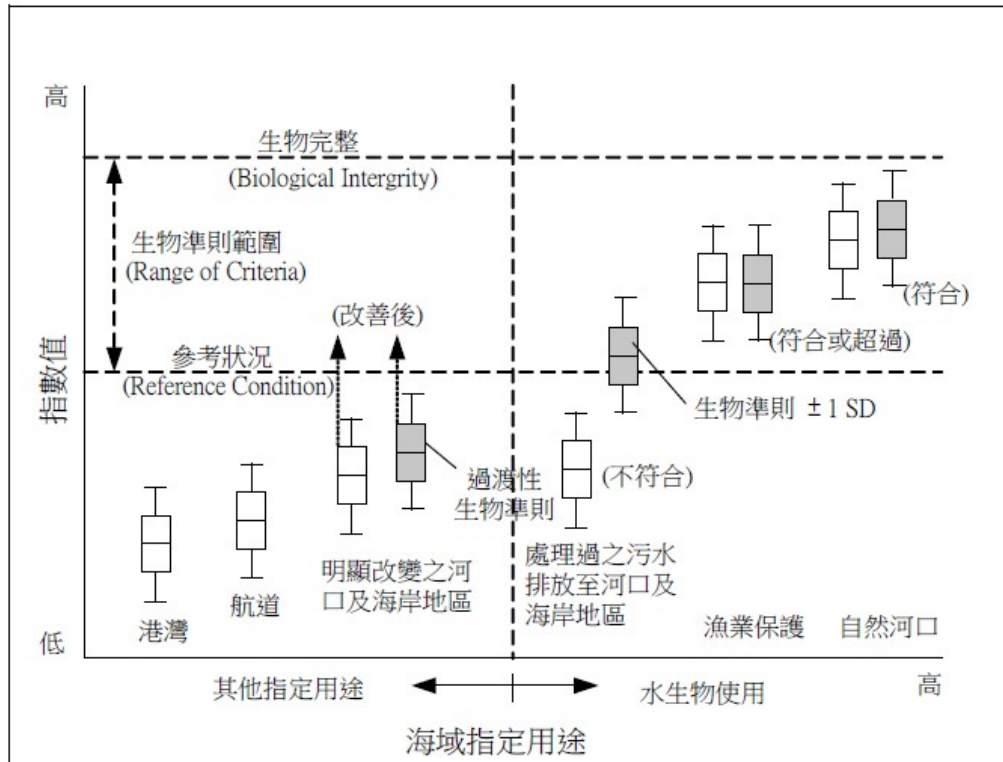 高
生物完整
(Biological Intergrity)
生物準則範圍
(Range of Criteria)
(改善後)
(符合)
(符合或超過)
指數值
參考狀況
(Reference Condition)
生物準則 ±1 SD
過渡性
生物準則
(不符合)
明顯改變之河
口及海岸地區
處理過之污水
排放至河口及
海岸地區
航道
港灣
漁業保護
自然河口
低
其他指定用途
水生物使用
高
海域指定用途